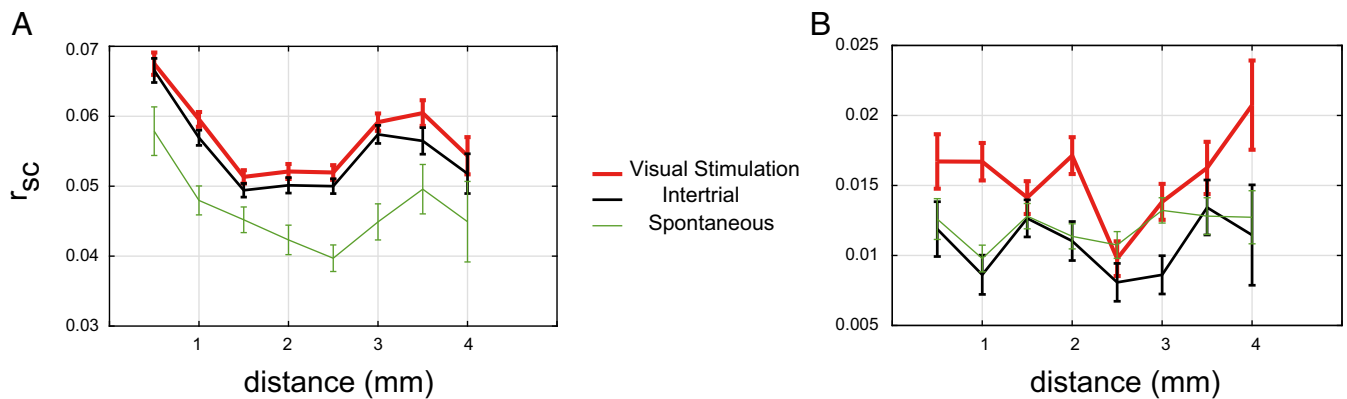 A
B
0.07
0.06
0.05
0.04
0.03
r_sc
1 2 3 4
distance (mm)
Visual Stimulation
Intertrial
Spontaneous
0.025
0.02
0.015
0.01
0.005
1 2 3 4
distance (mm)